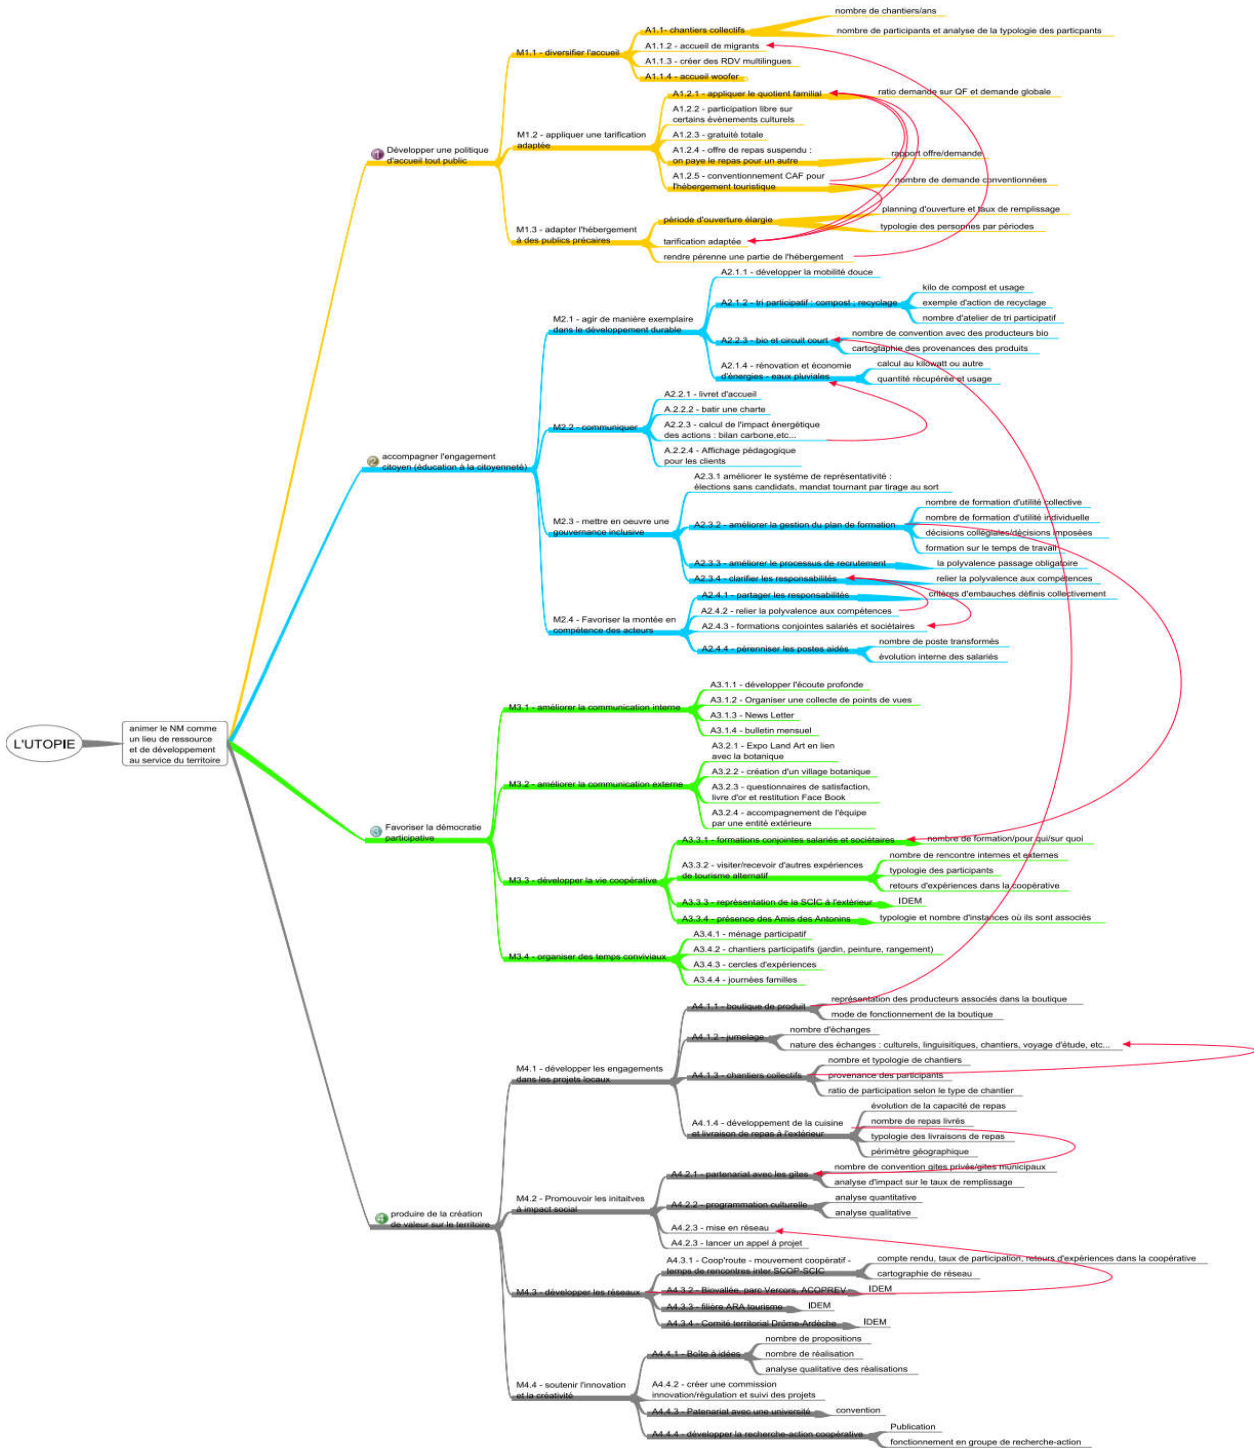 L'UTOPIE
animer le NM comme
un lieu de ressource
et de développement
au service du territoire
1 Développer une politique
d'accueil tout public
M1.1 - diversifier l'accueil
A1.1- chantiers collectifs
nombre de chantiers/ans
nombre de participants et analyse de la typologie des particpants
A1.1.2 - accueil de migrants
A1.1.3 - créer des RDV multilingues
A1.1.4 - accueil woofer
M1.2 - appliquer une tarification
adaptée
A1.2.1 - appliquer le quotient familial
ratio demande sur QF et demande globale
A1.2.2 - participation libre sur
certains événements culturels
A1.2.3 - gratuité totale
A1.2.4 - offre de repas suspendu :
on paye le repas pour un autre
rapport offre/demande
A1.2.5 - conventionnement CAF pour
l'hébergement touristique
nombre de demande conventionnées
M1.3 - adapter l'hébergement
à des publics précaires
période d'ouverture élargie
planning d'ouverture et taux de remplissage
typologie des personnes par périodes
tarification adaptée
rendre pérenne une partie de l'hébergement
2 accompagner l'engagement
citoyen (éducation à la citoyenneté)
M2.1 - agir de manière exemplaire
dans le développement durable
A2.1.1 - développer la mobilité douce
A2.1.2 - tri participatif ; compost ; recyclage
kilo de compost et usage
exemple d'action de recyclage
nombre d'atelier de tri participatif
A2.2.3 - bio et circuit court
nombre de convention avec des producteurs bio
cartogtaphie des provenances des produits
A2.1.4 - rénovation et économie
d'énergies - eaux pluviales
calcul au kilowatt ou autre
quantité récupérée et usage
M2.2 - communiquer
A2.2.1 - livret d'accueil
A.2.2.2 - batir une charte
A2.2.3 - calcul de l'impact énergétique
des actions : bilan carbone,etc...
A.2.2.4 - Affichage pédagogique
pour les clients
M2.3 - mettre en oeuvre une
gouvernance inclusive
A2.3.1 améliorer le système de représentativité :
élections sans candidats, mandat tournant par tirage au sort
A2.3.2 - améliorer la gestion du plan de formation
nombre de formation d'utilité collective
nombre de formation d'utilité individuelle
décisions collégiales/décisions imposées
formation sur le temps de travail
A2.3.3 - améliorer le processus de recrutement
la polyvalence passage obligatoire
A2.3.4 - clarifier les responsabilités
relier la polyvalence aux compétences
M2.4 - Favoriser la montée en
compétence des acteurs
A2.4.1 - partager les responsabilités
critères d'embauches définis collectivement
A2.4.2 - relier la polyvalence aux compétences
A2.4.3 - formations conjointes salariés et sociétaires
A2.4.4 - pérenniser les postes aidés
nombre de poste transformés
évolution interne des salariés
3 Favoriser la démocratie
participative
M3.1 - améliorer la communication interne
A3.1.1 - développer l'écoute profonde
A3.1.2 - Organiser une collecte de points de vues
A3.1.3 - News Letter
A3.1.4 - bulletin mensuel
M3.2 - améliorer la communication externe
A3.2.1 - Expo Land Art en lien
avec la botanique
A3.2.2 - création d'un village botanique
A3.2.3 - questionnaires de satisfaction,
livre d'or et restitution Face Book
A3.2.4 - accompagnement de l'équipe
par une entité extérieure
M3.3 - développer la vie coopérative
A3.3.1 - formations conjointes salariés et sociétaires
nombre de formation/pour qui/sur quoi
A3.3.2 - visiter/recevoir d'autres expériences
de tourisme alternatif
nombre de rencontre internes et externes
typologie des participants
retours d'expériences dans la coopérative
A3.3.3 - représentation de la SCIC à l'extérieur
IDEM
A3.3.4 - présence des Amis des Antonins
typologie et nombre d'instances où ils sont associés
M3.4 - organiser des temps conviviaux
A3.4.1 - ménage participatif
A3.4.2 - chantiers participatifs (jardin, peinture, rangement)
A3.4.3 - cercles d'expériences
A3.4.4 - journées familles
4 produire de la création
de valeur sur le territoire
M4.1 - développer les engagements
dans les projets locaux
A4.1.1 - boutique de produit
représentation des producteurs associés dans la boutique
mode de fonctionnement de la boutique
A4.1.2 - jumelage
nombre d'échanges
nature des échanges : culturels, linguisitiques, chantiers, voyage d'étude, etc...
A4.1.3 - chantiers collectifs
nombre et typologie de chantiers
provenance des participants
ratio de participation selon le type de chantier
A4.1.4 - développement de la cuisine
et livraison de repas à l'extérieur
évolution de la capacité de repas
nombre de repas livrés
typologie des livraisons de repas
périmètre géographique
M4.2 - Promouvoir les initaitves
à impact social
A4.2.1 - partenariat avec les gîtes
nombre de convention gites privés/gites municipaux
analyse d'impact sur le taux de remplissage
A4.2.2 - programmation culturelle
analyse quantitative
analyse qualitative
A4.2.3 - mise en réseau
A4.2.3 - lancer un appel à projet
M4.3 - développer les réseaux
A4.3.1 - Coop'route - mouvement coopératif -
temps de rencontres inter SCOP-SCIC
compte rendu, taux de participation, retours d'expériences dans la coopérative
cartographie de réseau
A4.3.2 - Biovallée, parc Vercors, ACOPREV
IDEM
A4.3.3 - filière ARA tourisme
IDEM
A4.3.4 - Comité territorial Drôme-Ardèche
IDEM
M4.4 - soutenir l'innovation
et la créativité
A4.4.1 - Boîte à idées
nombre de propositions
nombre de réalisation
analyse qualitative des réalisations
A4.4.2 - créer une commission
innovation/régulation et suivi des projets
A4.4.3 - Patenariat avec une université
convention
A4.4.4 - développer la recherche-action coopérative
Publication
fonctionnement en groupe de recherche-action